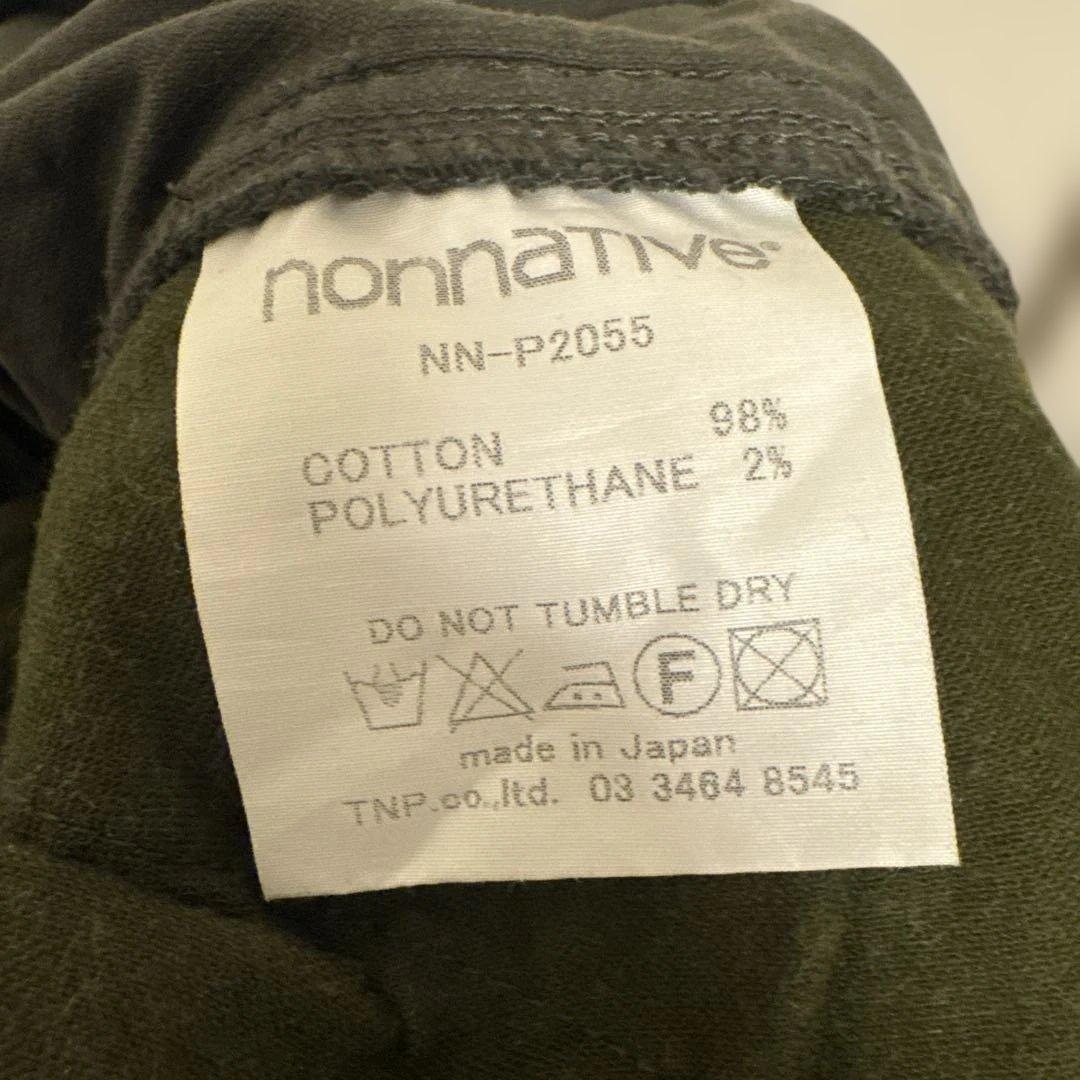 nonnative®
NN-P2055
COTTON 98%
POLYURETHANE 2%
DO NOT TUMBLE DRY
F
made in Japan
TNP.co.,ltd. 03 3464 8545